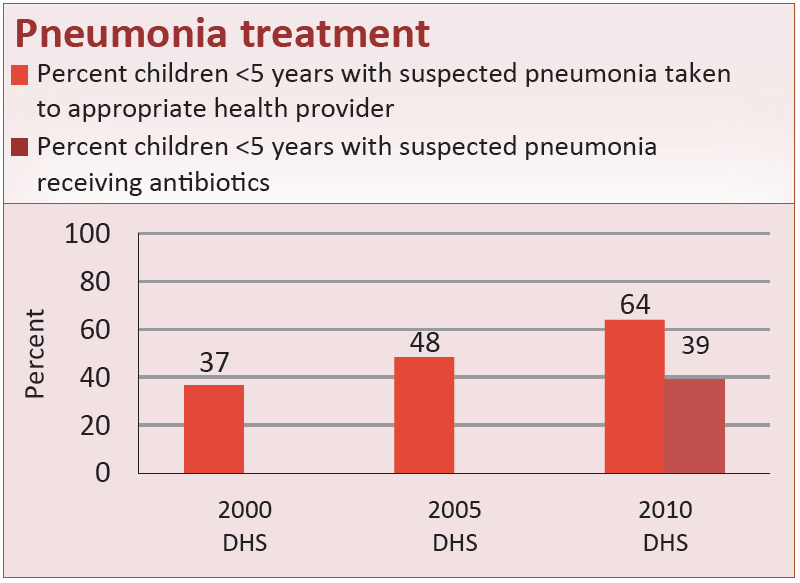 Pneumonia treatment
Percent children <5 years with suspected pneumonia taken
to appropriate health provider
Percent children <5 years with suspected pneumonia
receiving antibiotics
Percent
100
80
60
40
20
0
37
48
64
39
2000
DHS
2005
DHS
2010
DHS